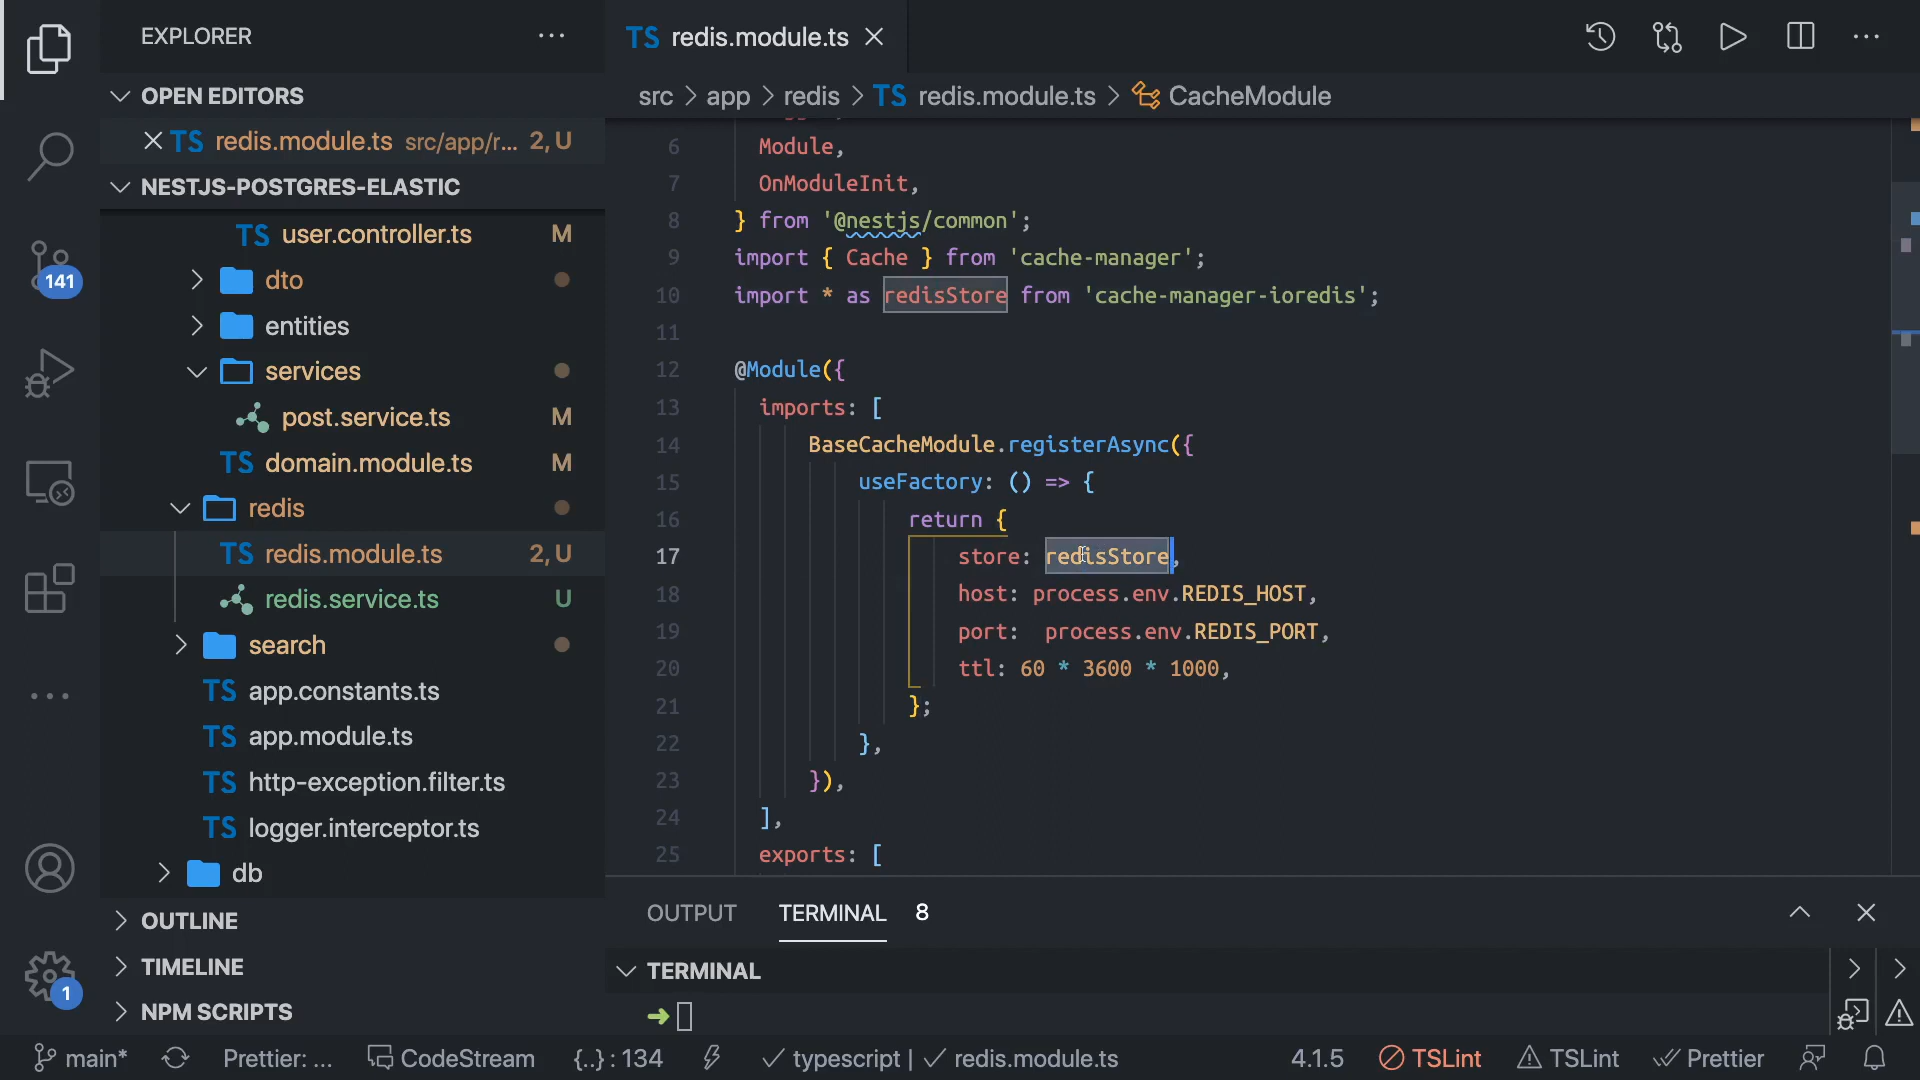 EXPLORER
OPEN EDITORS
TS redis.module.ts src/app/r... 2, U
NESTJS-POSTGRES-ELASTIC
TS user.controller.ts M
dto
entities
services
post.service.ts M
TS domain.module.ts M
redis
TS redis.module.ts 2, U
redis.service.ts U
search
TS app.constants.ts
TS app.module.ts
TS http-exception.filter.ts
TS logger.interceptor.ts
db
OUTLINE
TIMELINE
NPM SCRIPTS
141
1
TS redis.module.ts
src > app > redis > TS redis.module.ts > CacheModule
6 Module,
7 OnModuleInit,
8 } from '@nestjs/common';
9 import { Cache } from 'cache-manager';
10 import * as redisStore from 'cache-manager-ioredis';
11
12 @Module({
13 imports: [
14 BaseCacheModule.registerAsync({
15 useFactory: () => {
16 return {
17 store: redisStore,
18 host: process.env.REDIS_HOST,
19 port: process.env.REDIS_PORT,
20 ttl: 60 * 3600 * 1000,
21 };
22 },
23 }),
24 ],
25 exports: [
OUTPUT TERMINAL 8
TERMINAL
main* Prettier: ... CodeStream {..} : 134 typescript | redis.module.ts 4.1.5 TSLint TSLint Prettier